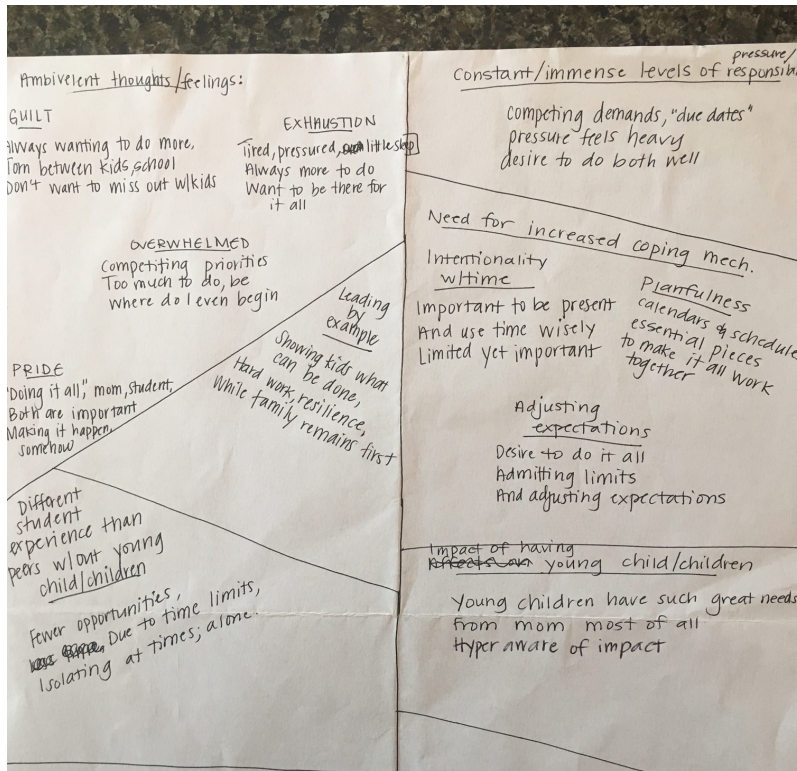 Ambivelent thoughts/feelings:
GUILT
Always wanting to do more,
Torn between kids, school
Don't want to miss out w/kids
EXHAUSTION
Tired, pressured, little sleep
Always more to do
Want to be there for
it all
OVERWHELMED
Competiting priorities
Too much to do, be
Where do I even begin
PRIDE
"Doing it all," mom, student,
Both are important
Making it happen,
somehow
Leading
by
example
Showing kids what
can be done,
Hard work, resilience,
While family remains first
Different
student
experience than
peers w/out young
child/children
Fewer opportunities,
Due to time limits,
Isolating at times; alone.
pressure/
Constant/immense levels of responsib
competing demands, "due dates"
pressure feels heavy
desire to do both well
Need for increased coping mech.
Intentionality
w/time
Important to be present
And use time wisely
Limited yet important
Planfulness
calendars & schedule
essential pieces
to make it all work
together
Adjusting
expectations
Desire to do it all
Admitting limits
And adjusting expectations
Impact of having
young child/children
Young children have such great needs
From mom most of all
Hyper aware of impact